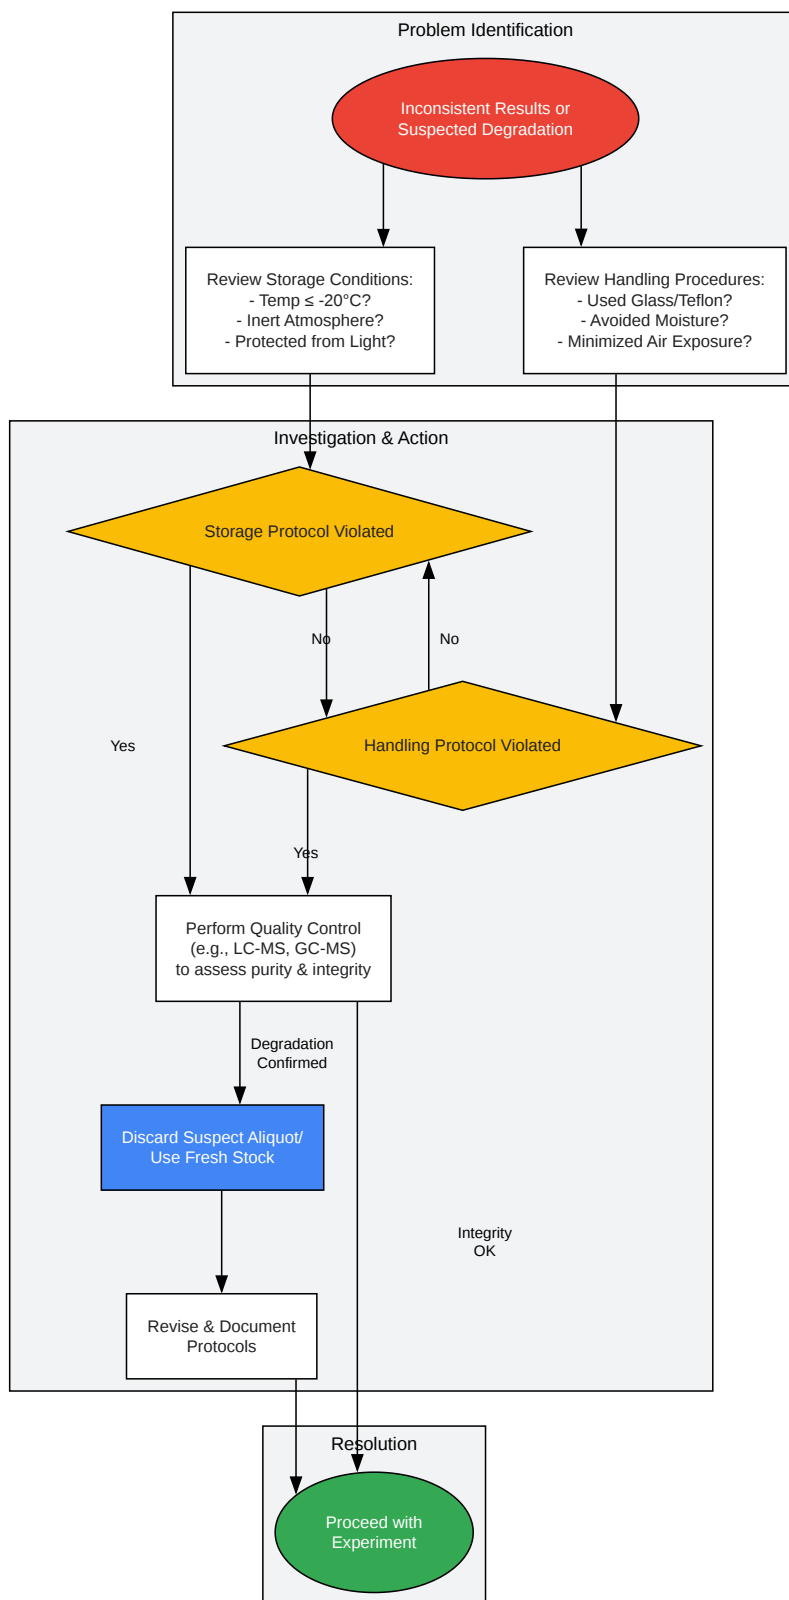 Problem Identification
Inconsistent Results or
Suspected Degradation
Review Storage Conditions:
- Temp ≤ -20°C?
- Inert Atmosphere?
- Protected from Light?
Review Handling Procedures:
- Used Glass/Teflon?
- Avoided Moisture?
- Minimized Air Exposure?
Investigation & Action
Storage Protocol Violated
No
No
Yes
Handling Protocol Violated
Yes
Perform Quality Control
(e.g., LC-MS, GC-MS)
to assess purity & integrity
Degradation
Confirmed
Discard Suspect Aliquot/
Use Fresh Stock
Integrity
OK
Revise & Document
Protocols
Resolution
Proceed with
Experiment